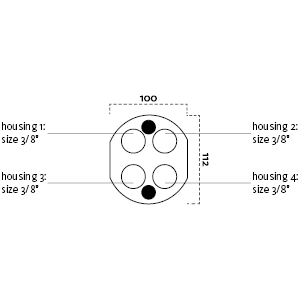 100
housing 1:
size 3/8"
housing 2:
size 3/8"
112
housing 3:
size 3/8"
housing 4:
size 3/8"